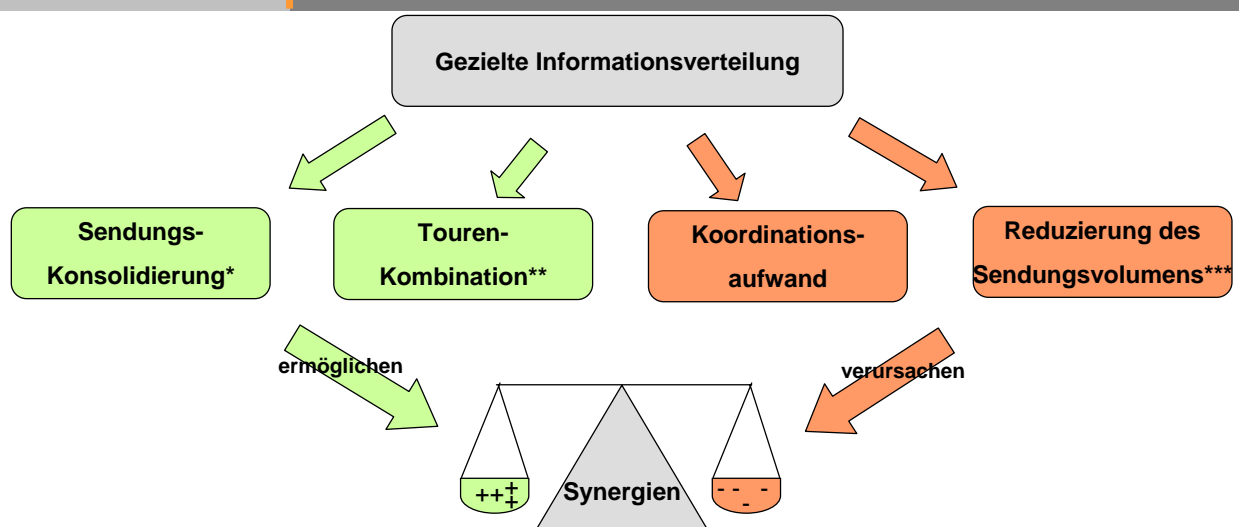 Gezielte Informationsverteilung
Sendungs-
Konsolidierung*
Touren-
Kombination**
Koordinations-
aufwand
Reduzierung des
Sendungsvolumens***
ermöglichen
verursachen
+++
+
Synergien
- - -
-